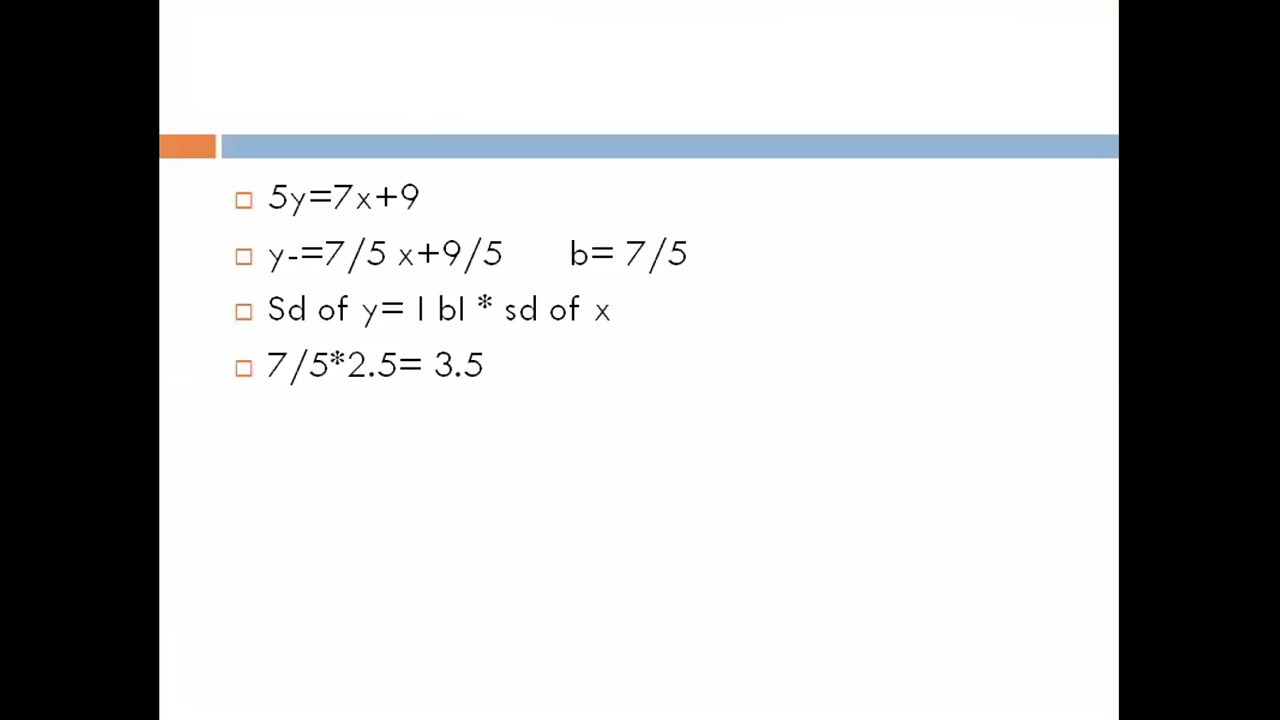 5y=7x+9
y-=7/5 x+9/5 b= 7/5
Sd of y= I bI * sd of x
7/5*2.5= 3.5